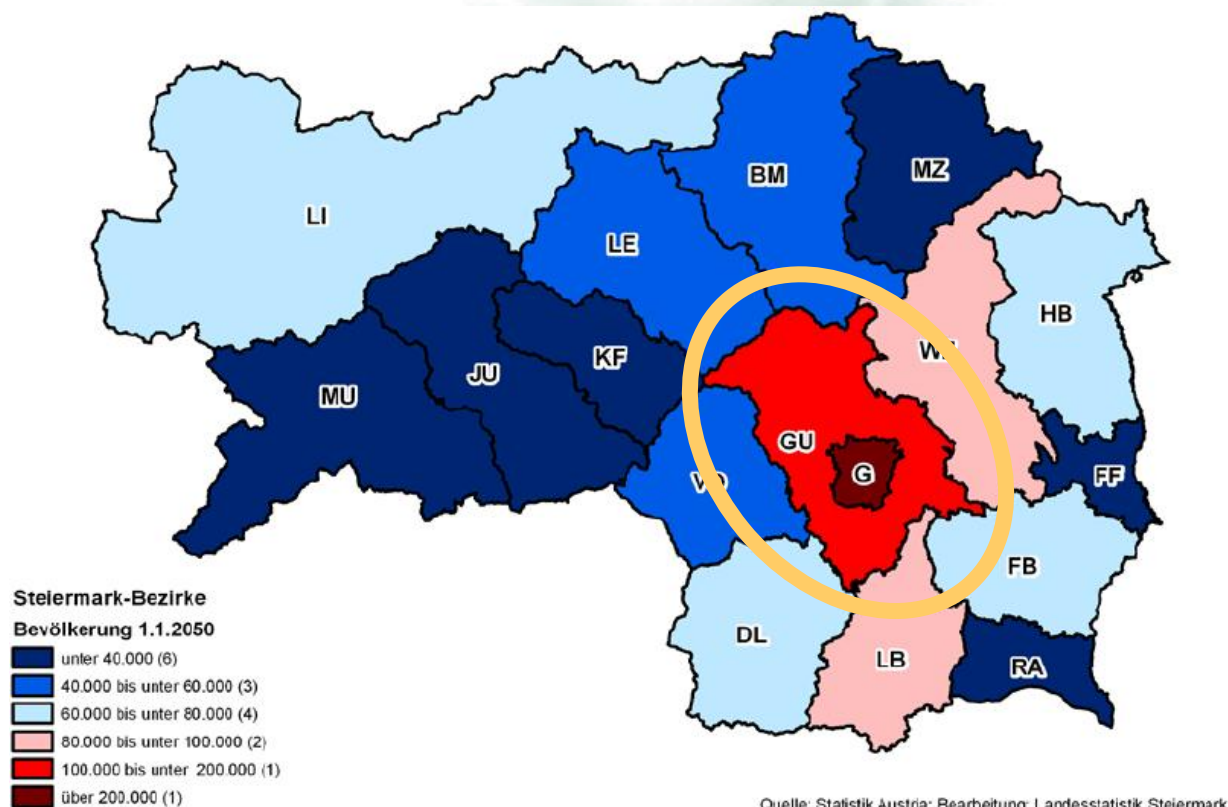 BM
MZ
LI
LE
HB
WZ
KF
JU
MU
GU
G
FF
VO
FB
DL
LB
RA
Steiermark-Bezirke
Bevölkerung 1.1.2050
unter 40.000 (6)
40.000 bis unter 60.000 (3)
60.000 bis unter 80.000 (4)
80.000 bis unter 100.000 (2)
100.000 bis unter 200.000 (1)
über 200.000 (1)
Quelle: Statistik Austria; Bearbeitung: Landesstatistik Steiermark